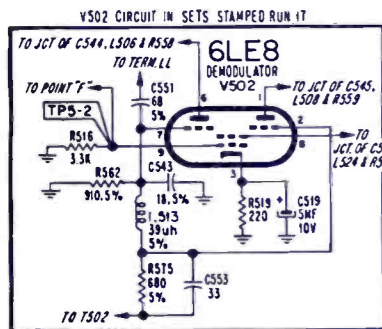 V502 CIRCUIT IN SETS STAMPED RUN 17
TO JCT OF C544, L506 & R558
6LE8
DEMODULATOR
V502
TO TERM. LL
TO POINT "F"
TO JCT OF C545,
L508 & R559
C551
68
5%
TP5-2
6
1
7
2
9
8
3
TO
JCT. OF C5
L524 & R5
R516
3.3K
R562
910,5%
C543
18,5%
R519
220
+
C519
5MF
10V
L513
39uh
5%
R575
680
5%
C553
33
TO T502